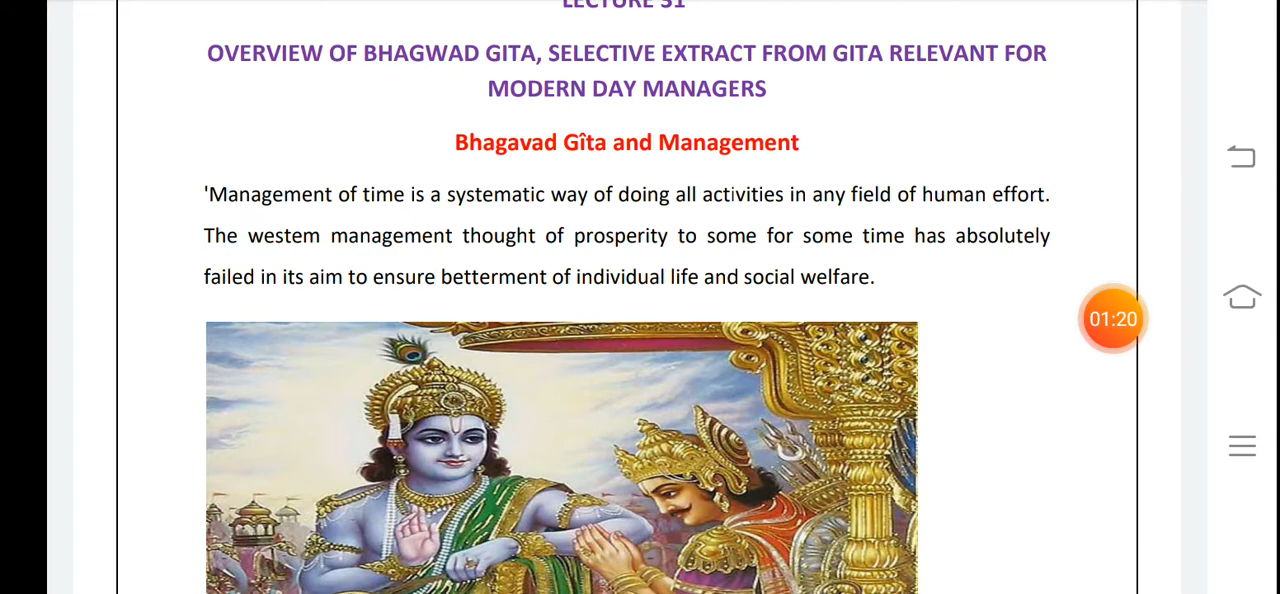 LECTURE 31
OVERVIEW OF BHAGWAD GITA, SELECTIVE EXTRACT FROM GITA RELEVANT FOR
MODERN DAY MANAGERS
Bhagavad Gîta and Management
'Management of time is a systematic way of doing all activities in any field of human effort.
The westem management thought of prosperity to some for some time has absolutely
failed in its aim to ensure betterment of individual life and social welfare.
01:20